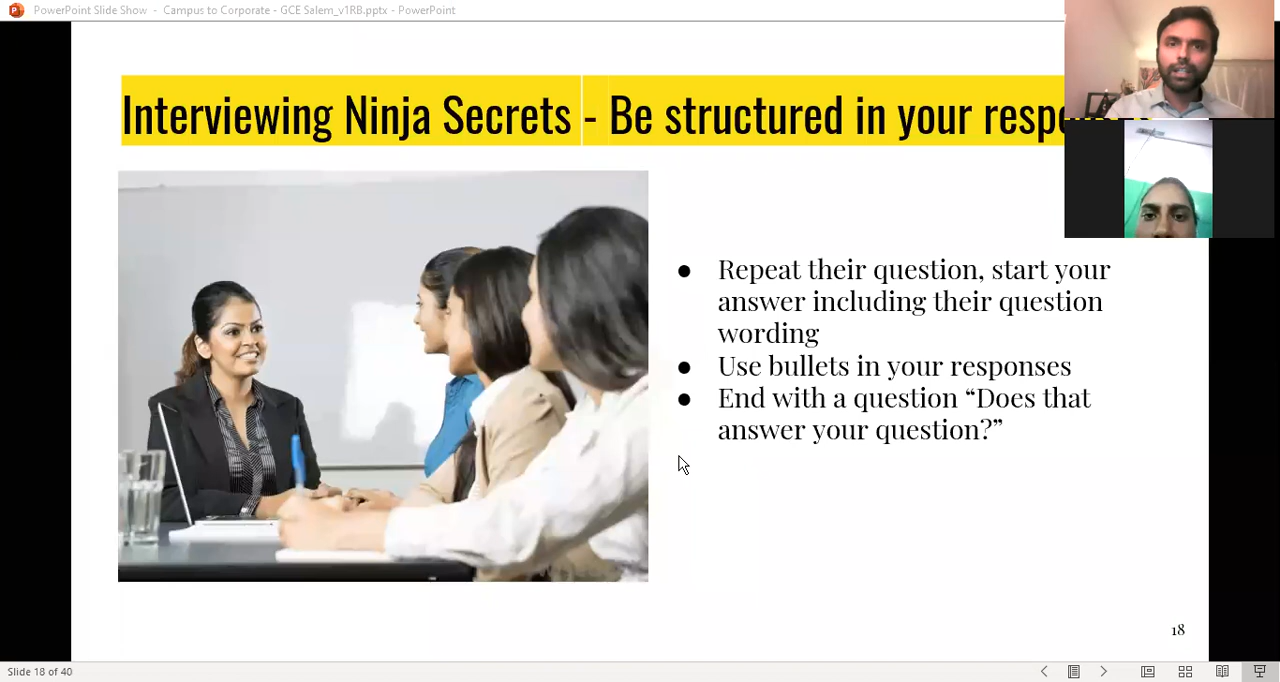 PowerPoint Slide Show - Campus to Corporate - GCE Salem_v1RB.pptx - PowerPoint
Interviewing Ninja Secrets - Be structured in your
● Repeat their question, start your
answer including their question
wording
● Use bullets in your responses
● End with a question “Does that
answer your question?”
18
Slide 18 of 40